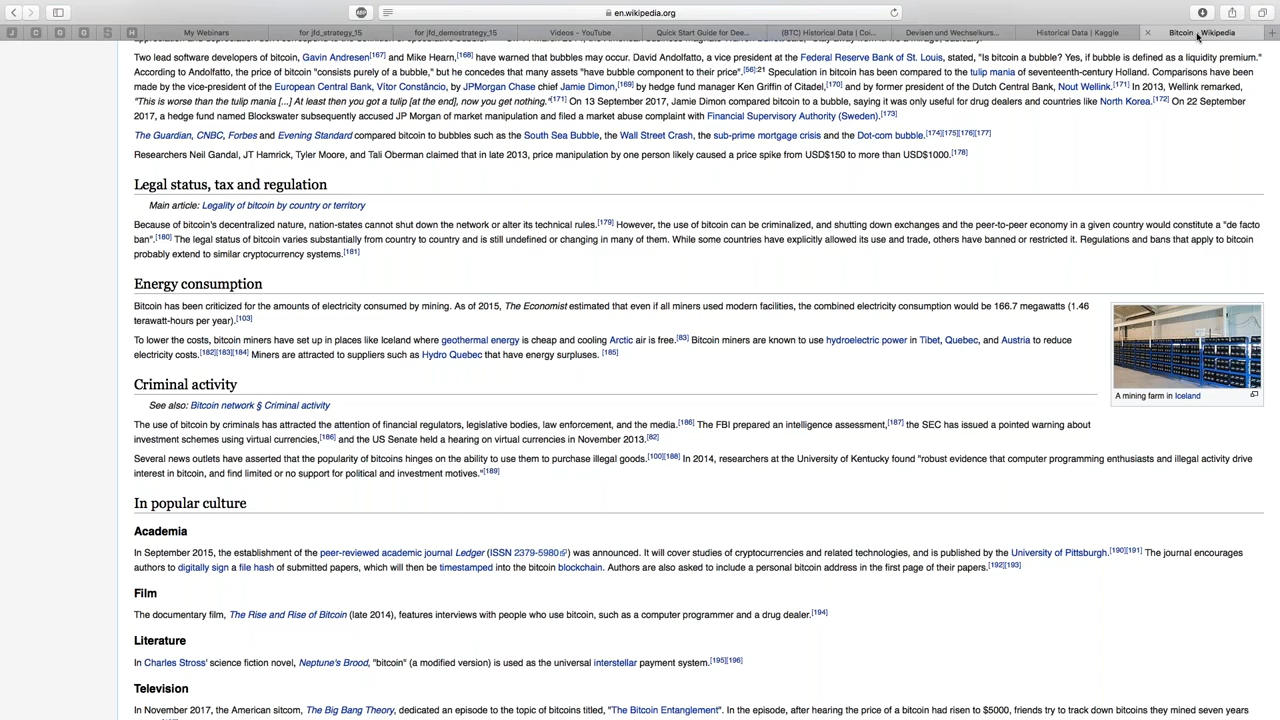 en.wikipedia.org
J C O O S H My Webinars for jfd_strategy_15 for jfd_demostrategy_15 Videos - YouTube Quick Start Guide for Dee... (BTC) Historical Data | Coi... Devisen und Wechselkurs... Historical Data | Kaggle Bitcoin - Wikipedia
Two lead software developers of bitcoin, Gavin Andresen[167] and Mike Hearn,[168] have warned that bubbles may occur. David Andolfatto, a vice president at the Federal Reserve Bank of St. Louis, stated, "Is bitcoin a bubble? Yes, if bubble is defined as a liquidity premium."
According to Andolfatto, the price of bitcoin "consists purely of a bubble," but he concedes that many assets "have bubble component to their price".[56]:21 Speculation in bitcoin has been compared to the tulip mania of seventeenth-century Holland. Comparisons have been
made by the vice-president of the European Central Bank, Vítor Constâncio, by JPMorgan Chase chief Jamie Dimon,[169] by hedge fund manager Ken Griffin of Citadel,[170] and by former president of the Dutch Central Bank, Nout Wellink.[171] In 2013, Wellink remarked,
"This is worse than the tulip mania [...] At least then you got a tulip [at the end], now you get nothing."[171] On 13 September 2017, Jamie Dimon compared bitcoin to a bubble, saying it was only useful for drug dealers and countries like North Korea.[172] On 22 September
2017, a hedge fund named Blockswater subsequently accused JP Morgan of market manipulation and filed a market abuse complaint with Financial Supervisory Authority (Sweden).[173]
The Guardian, CNBC, Forbes and Evening Standard compared bitcoin to bubbles such as the South Sea Bubble, the Wall Street Crash, the sub-prime mortgage crisis and the Dot-com bubble.[174][175][176][177]
Researchers Neil Gandal, JT Hamrick, Tyler Moore, and Tali Oberman claimed that in late 2013, price manipulation by one person likely caused a price spike from USD$150 to more than USD$1000.[178]
Legal status, tax and regulation
Main article: Legality of bitcoin by country or territory
Because of bitcoin's decentralized nature, nation-states cannot shut down the network or alter its technical rules.[179] However, the use of bitcoin can be criminalized, and shutting down exchanges and the peer-to-peer economy in a given country would constitute a "de facto
ban".[180] The legal status of bitcoin varies substantially from country to country and is still undefined or changing in many of them. While some countries have explicitly allowed its use and trade, others have banned or restricted it. Regulations and bans that apply to bitcoin
probably extend to similar cryptocurrency systems.[181]
Energy consumption
Bitcoin has been criticized for the amounts of electricity consumed by mining. As of 2015, The Economist estimated that even if all miners used modern facilities, the combined electricity consumption would be 166.7 megawatts (1.46
terawatt-hours per year).[103]
To lower the costs, bitcoin miners have set up in places like Iceland where geothermal energy is cheap and cooling Arctic air is free.[83] Bitcoin miners are known to use hydroelectric power in Tibet, Quebec, and Austria to reduce
electricity costs.[182][183][184] Miners are attracted to suppliers such as Hydro Quebec that have energy surpluses. [185]
A mining farm in Iceland
Criminal activity
See also: Bitcoin network § Criminal activity
The use of bitcoin by criminals has attracted the attention of financial regulators, legislative bodies, law enforcement, and the media.[186] The FBI prepared an intelligence assessment,[187] the SEC has issued a pointed warning about
investment schemes using virtual currencies,[186] and the US Senate held a hearing on virtual currencies in November 2013.[82]
Several news outlets have asserted that the popularity of bitcoins hinges on the ability to use them to purchase illegal goods.[100][188] In 2014, researchers at the University of Kentucky found "robust evidence that computer programming enthusiasts and illegal activity drive
interest in bitcoin, and find limited or no support for political and investment motives."[189]
In popular culture
Academia
In September 2015, the establishment of the peer-reviewed academic journal Ledger (ISSN 2379-5980) was announced. It will cover studies of cryptocurrencies and related technologies, and is published by the University of Pittsburgh.[190][191] The journal encourages
authors to digitally sign a file hash of submitted papers, which will then be timestamped into the bitcoin blockchain. Authors are also asked to include a personal bitcoin address in the first page of their papers.[192][193]
Film
The documentary film, The Rise and Rise of Bitcoin (late 2014), features interviews with people who use bitcoin, such as a computer programmer and a drug dealer.[194]
Literature
In Charles Stross' science fiction novel, Neptune's Brood, "bitcoin" (a modified version) is used as the universal interstellar payment system.[195][196]
Television
In November 2017, the American sitcom, The Big Bang Theory, dedicated an episode to the topic of bitcoins titled, "The Bitcoin Entanglement". In the episode, after hearing the price of a bitcoin had risen to $5000, friends try to track down bitcoins they mined seven years